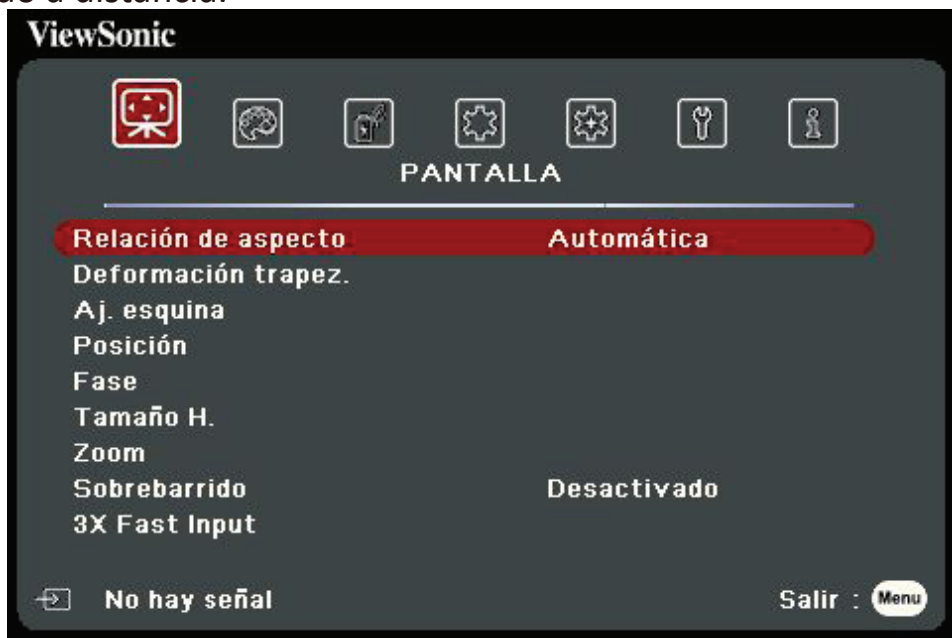 a distancia.
ViewSonic
PANTALLA
Relación de aspecto Automática
Deformación trapez.
Aj. esquina
Posición
Fase
Tamaño H.
Zoom
Sobrebarrido Desactivado
3X Fast Input
No hay señal Salir : Menu